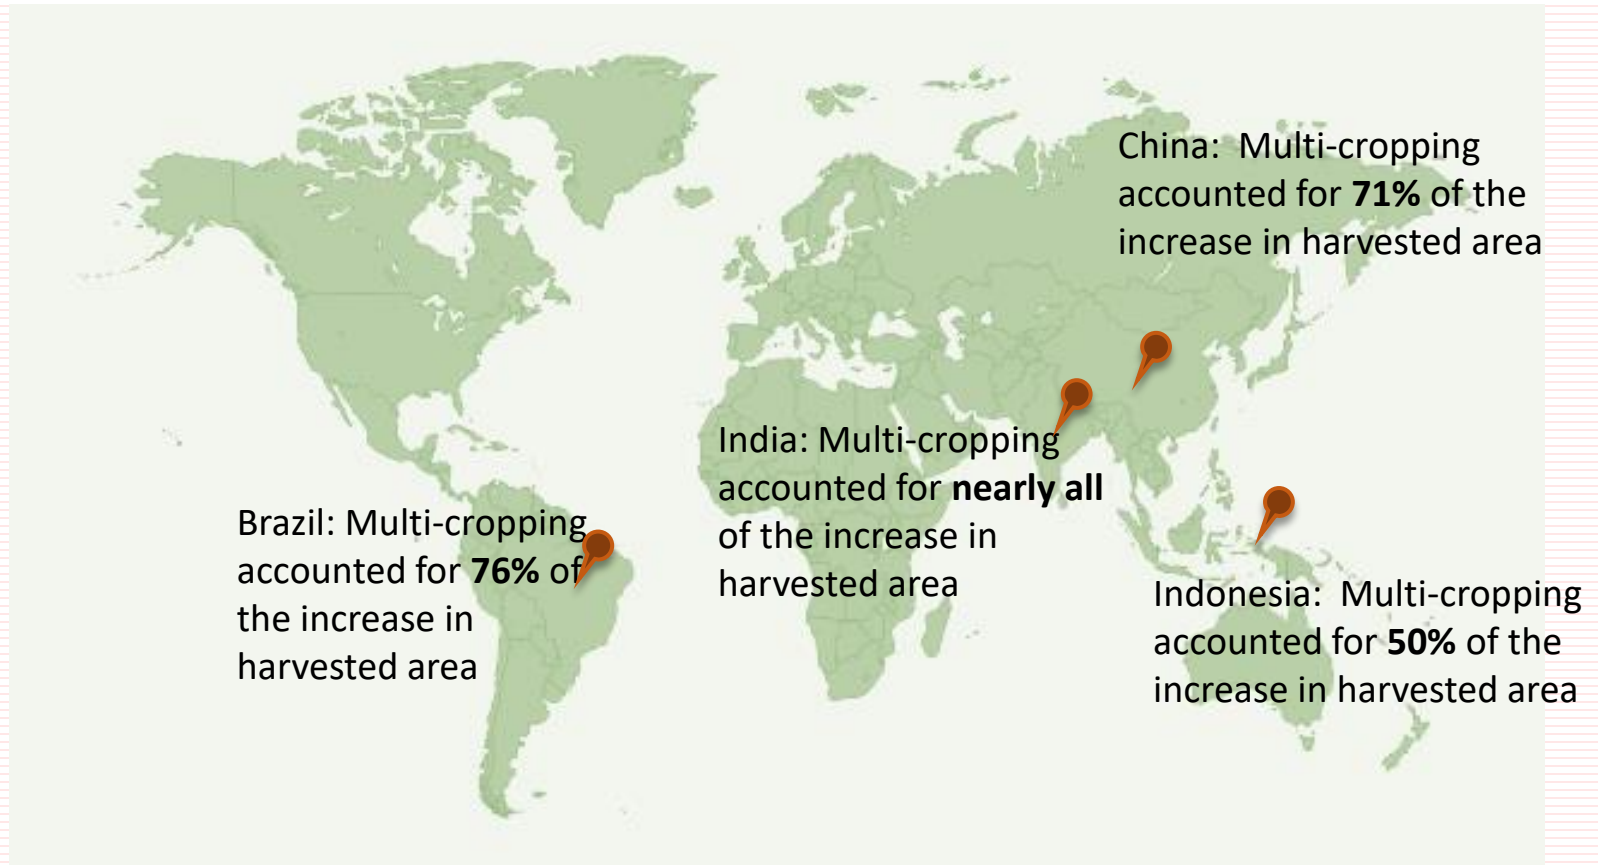 China:  Multi-cropping
accounted for 71% of the
increase in harvested area
India: Multi-cropping
accounted for nearly all
of the increase in
harvested area
Brazil: Multi-cropping
accounted for 76% of
the increase in
harvested area
Indonesia:  Multi-cropping
accounted for 50% of the
increase in harvested area